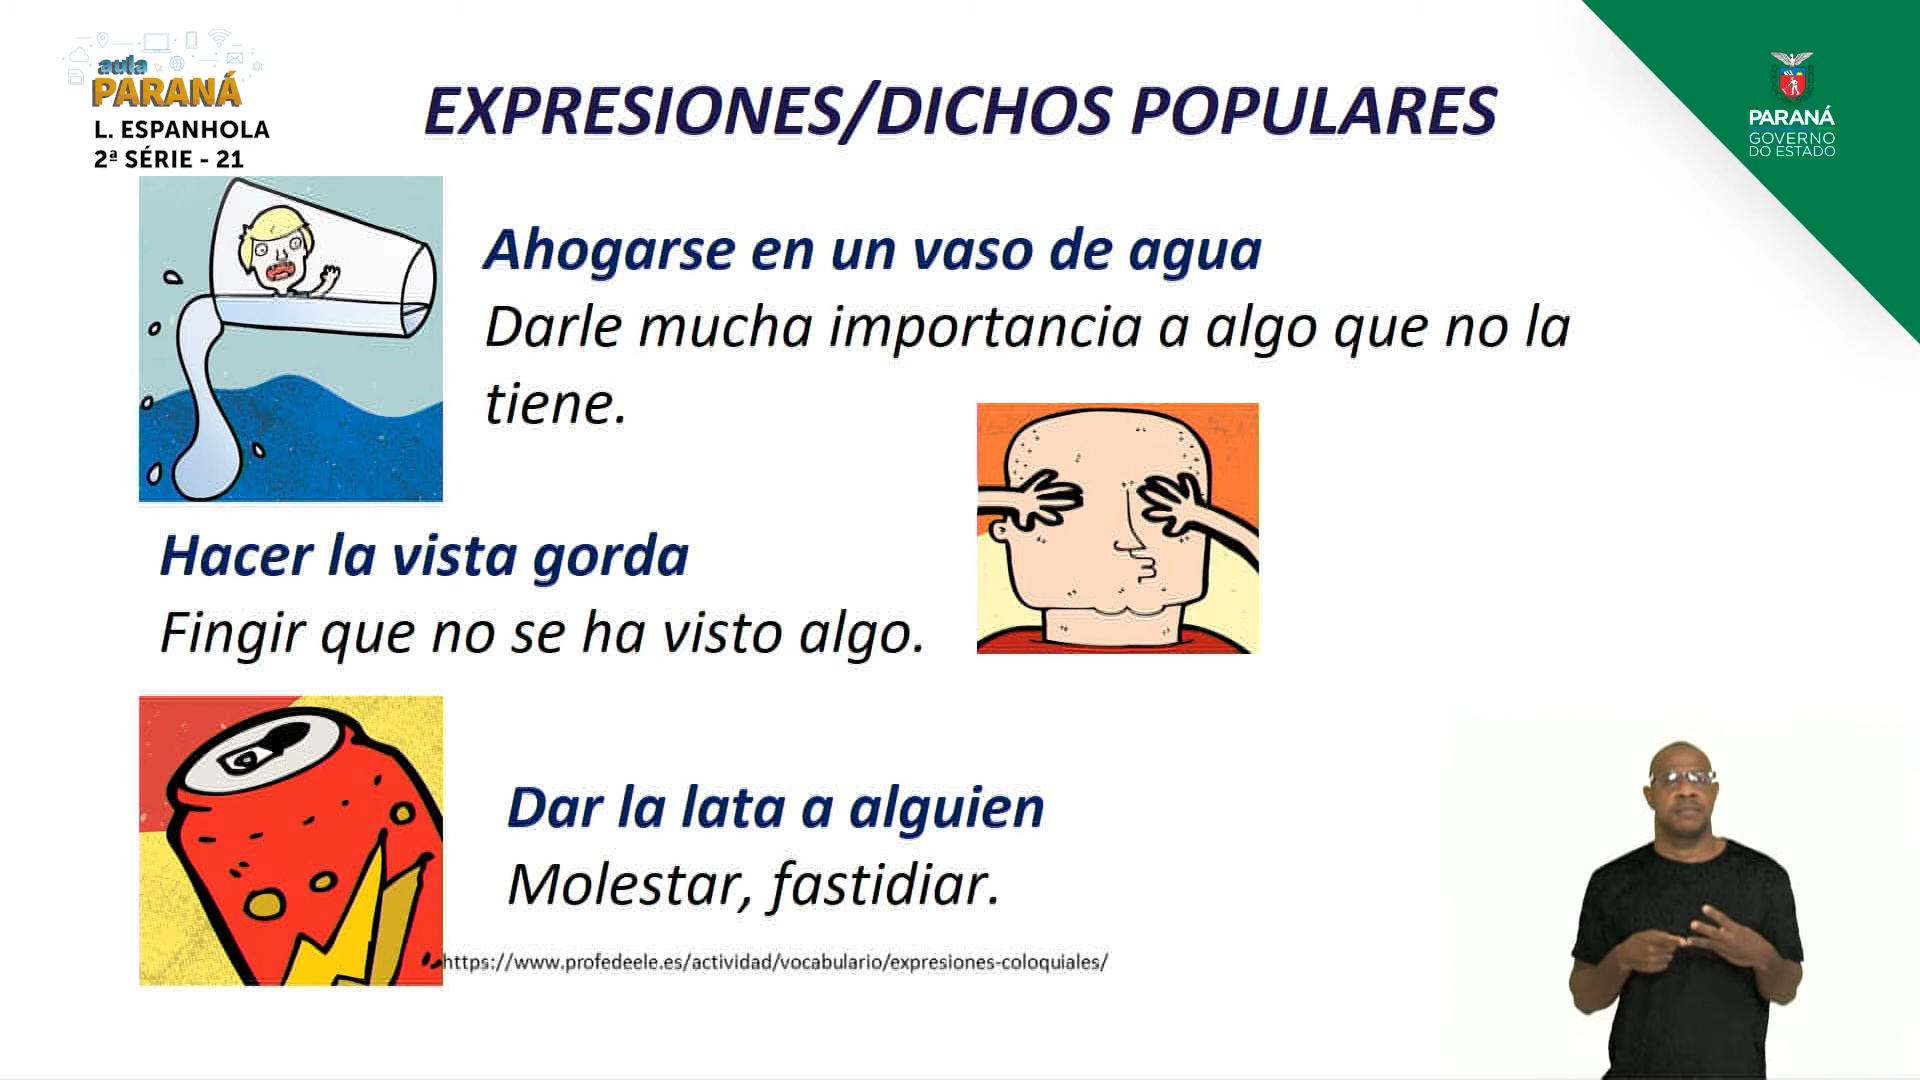 aula
PARANÁ
L. ESPANHOLA
2ª SÉRIE - 21
EXPRESIONES/DICHOS POPULARES
PARANÁ
GOVERNO
DO ESTADO
Ahogarse en un vaso de agua
Darle mucha importancia a algo que no la
tiene.
Hacer la vista gorda
Fingir que no se ha visto algo.
Dar la lata a alguien
Molestar, fastidiar.
https://www.profedeele.es/actividad/vocabulario/expresiones-coloquiales/